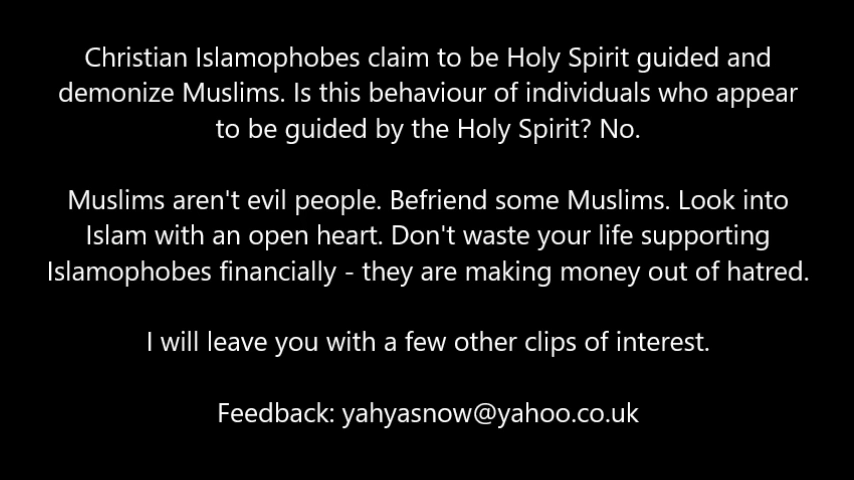 Christian Islamophobes claim to be Holy Spirit guided and
demonize Muslims. Is this behaviour of individuals who appear
to be guided by the Holy Spirit? No.
Muslims aren't evil people. Befriend some Muslims. Look into
Islam with an open heart. Don't waste your life supporting
Islamophobes financially - they are making money out of hatred.
I will leave you with a few other clips of interest.
Feedback: yahyasnow@yahoo.co.uk